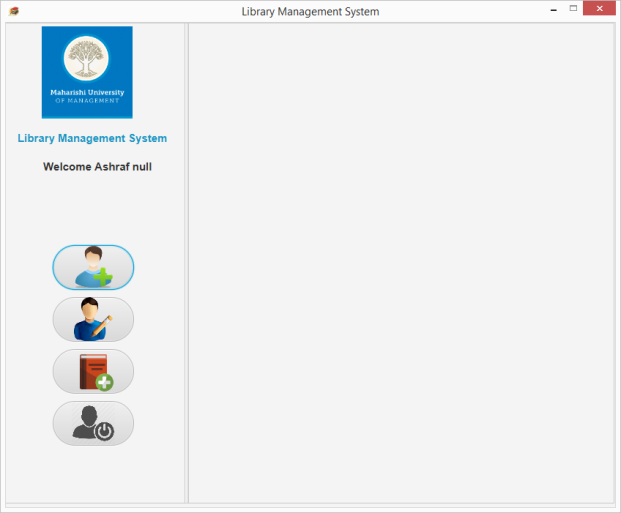 Library Management System
Maharishi University
OF MANAGEMENT
Library Management System
Welcome Ashraf null